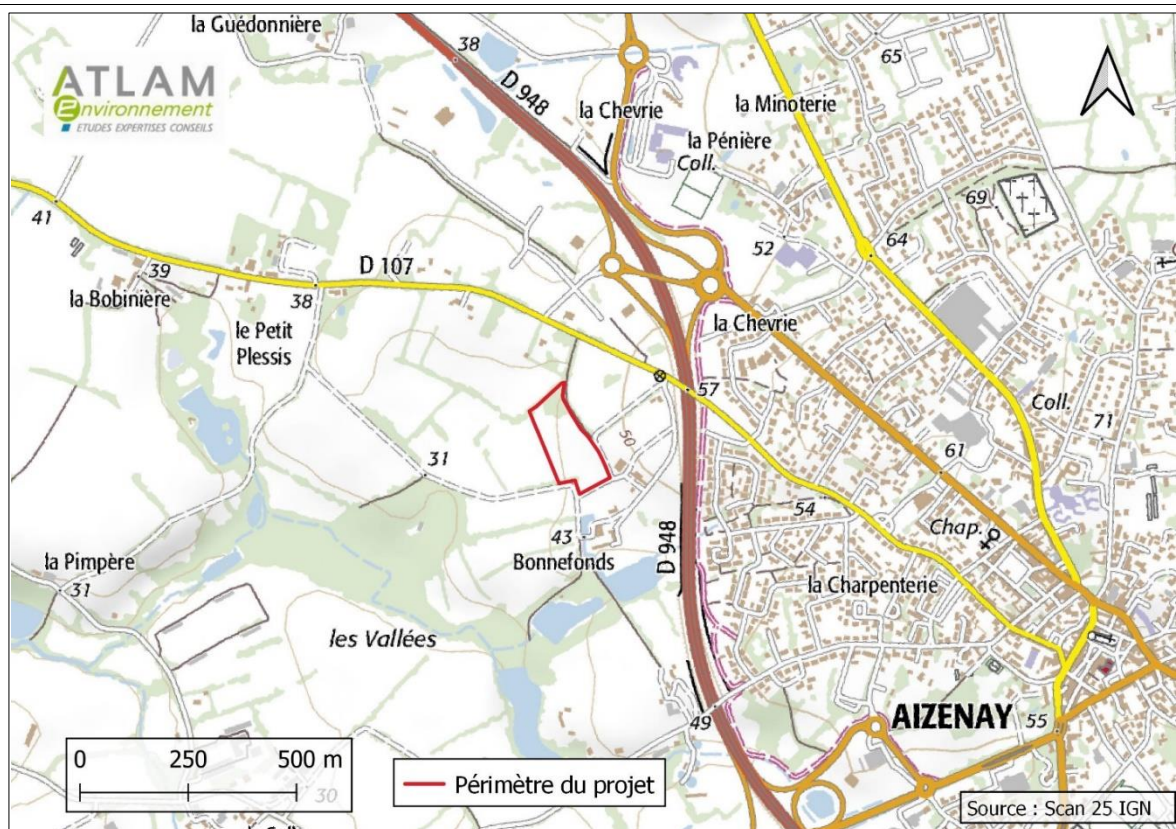 la Guédonnière
38
65
ATLAM
environnement
ETUDES EXPERTISES CONSEILS
D 948
la Chevrie
la Minoterie
la Pénière
Coll.
69
41
52
64
39
D 107
la Bobinière
38
le Petit
Plessis
la Chevrie
57
Coll.
71
50
61
31
54
Chap.
D 948
43
Bonnefonds
la Charpenterie
la Pimpère
31
les Vallées
49
AIZENAY
55
0 250 500 m
30
Périmètre du projet
Source : Scan 25 IGN